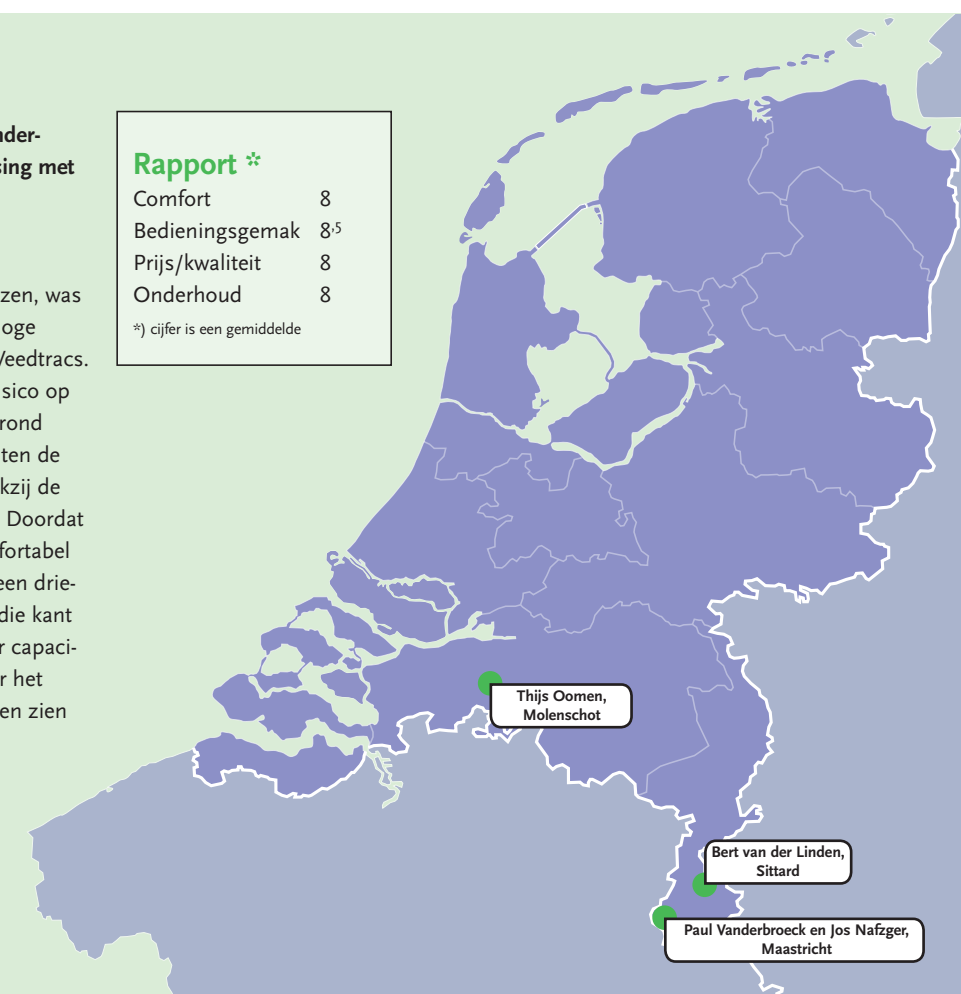 nder-
sing met
zen, was
oge
Veedtracs.
sico op
rond
ten de
kzij de
Doordat
fortabel
een drie-
die kant
r capaci-
r het
en zien
Rapport *
Comfort 8
Bedieningsgemak 8,5
Prijs/kwaliteit 8
Onderhoud 8
*) cijfer is een gemiddelde
Thijs Oomen,
Molenschot
Bert van der Linden,
Sittard
Paul Vanderbroeck en Jos Nafzger,
Maastricht